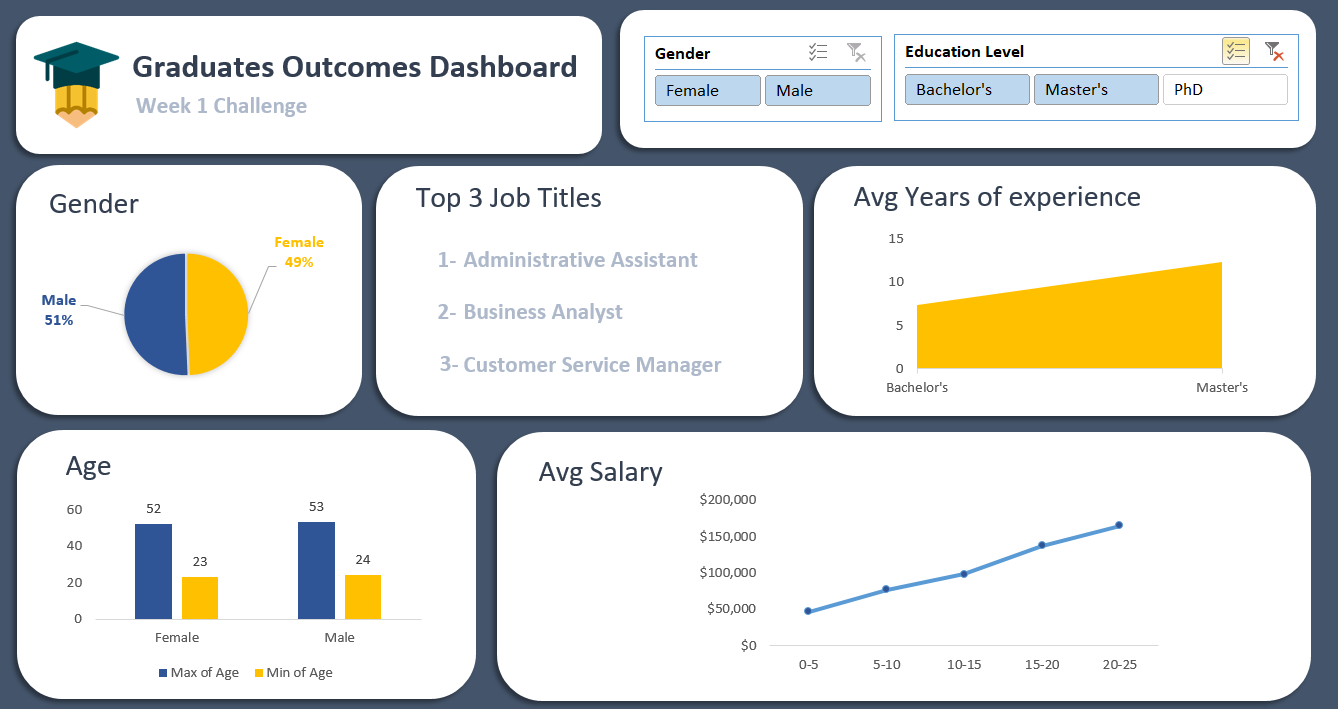 Graduates Outcomes Dashboard
Week 1 Challenge
Gender
Female
Male
Education Level
Bachelor's
Master's
PhD
Gender
Female
49%
Male
51%
Top 3 Job Titles
1- Administrative Assistant
2- Business Analyst
3- Customer Service Manager
Avg Years of experience
15
10
5
0
Bachelor's
Master's
Age
60
40
20
0
52
23
53
24
Female
Male
Max of Age
Min of Age
Avg Salary
$200,000
$150,000
$100,000
$50,000
$0
0-5
5-10
10-15
15-20
20-25